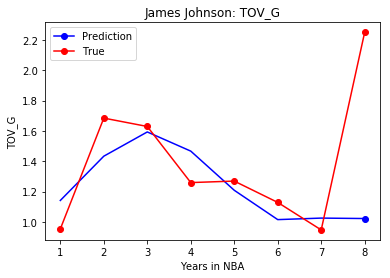 James Johnson: TOV_G
Prediction
True
TOV_G
2.2
2.0
1.8
1.6
1.4
1.2
1.0
1 2 3 4 5 6 7 8
Years in NBA